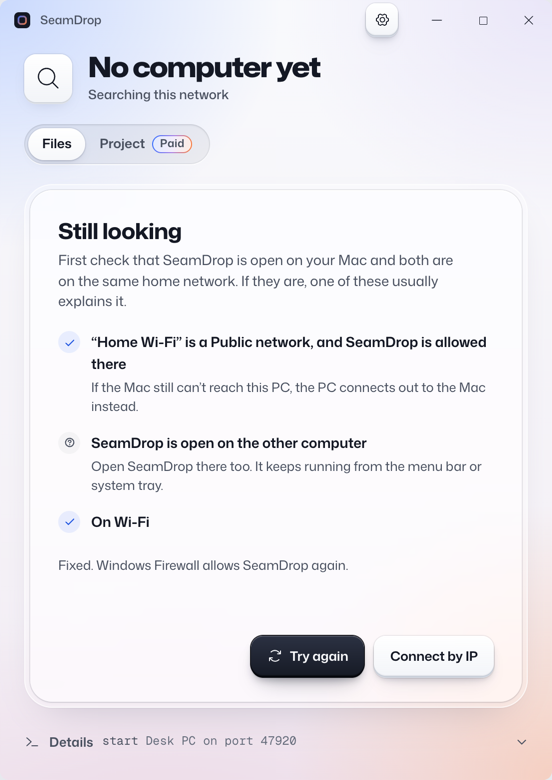 SeamDrop
No computer yet
Searching this network
Files
Project Paid
Still looking
First check that SeamDrop is open on your Mac and both are
on the same home network. If they are, one of these usually
explains it.
“Home Wi-Fi” is a Public network, and SeamDrop is allowed
there
If the Mac still can’t reach this PC, the PC connects out to the Mac
instead.
SeamDrop is open on the other computer
Open SeamDrop there too. It keeps running from the menu bar or
system tray.
On Wi-Fi
Fixed. Windows Firewall allows SeamDrop again.
Try again
Connect by IP
Details start Desk PC on port 47920